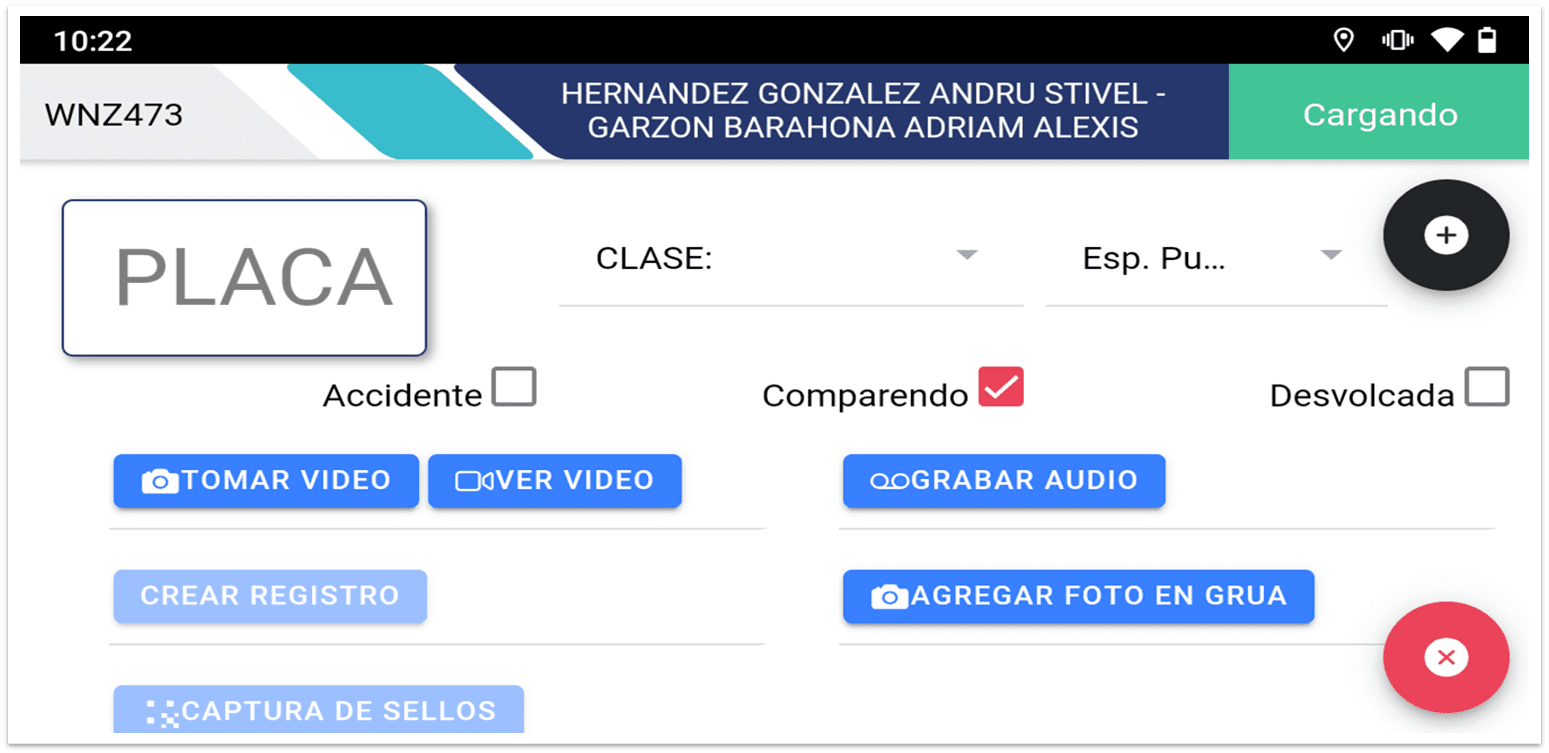 10:22
WNZ473
HERNANDEZ GONZALEZ ANDRU STIVEL -
GARZON BARAHONA ADRIAM ALEXIS
Cargando
PLACA
CLASE:
Esp. Pu...
Accidente
Comparendo
Desvolcada
TOMAR VIDEO
VER VIDEO
GRABAR AUDIO
CREAR REGISTRO
AGREGAR FOTO EN GRUA
CAPTURA DE SELLOS